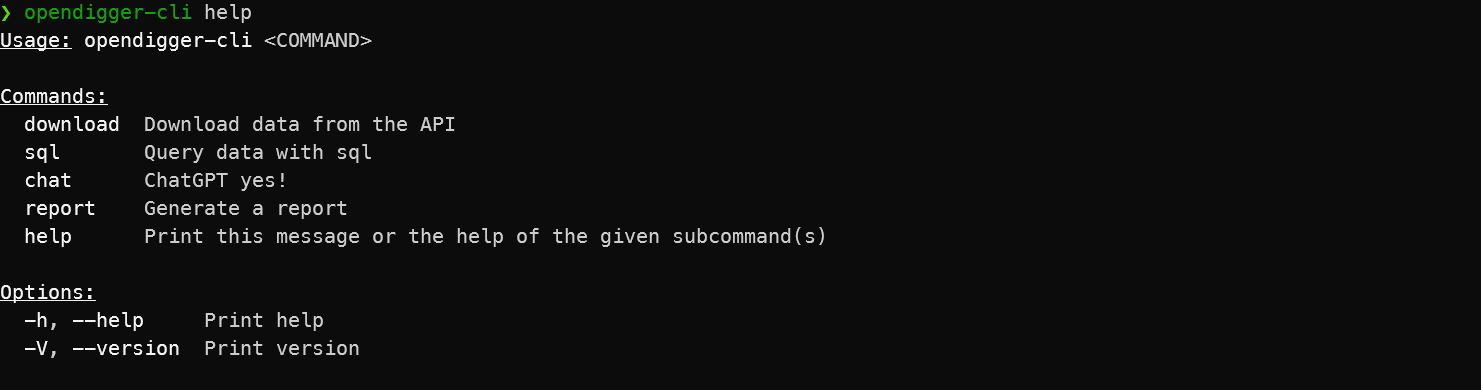 ❯ opendigger-cli help
Usage: opendigger-cli <COMMAND>

Commands:
  download  Download data from the API
  sql       Query data with sql
  chat      ChatGPT yes!
  report    Generate a report
  help      Print this message or the help of the given subcommand(s)

Options:
  -h, --help     Print help
  -V, --version  Print version